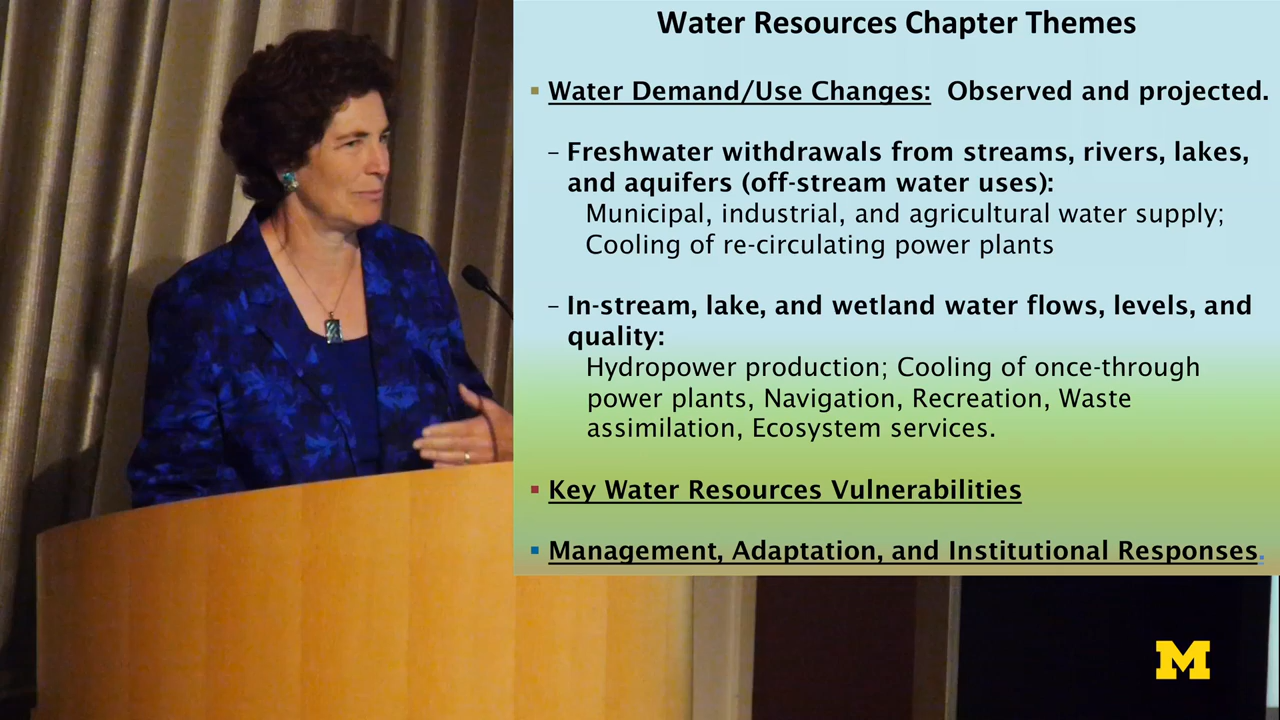 Water Resources Chapter Themes
▪ Water Demand/Use Changes: Observed and projected.
– Freshwater withdrawals from streams, rivers, lakes,
and aquifers (off-stream water uses):
Municipal, industrial, and agricultural water supply;
Cooling of re-circulating power plants
– In-stream, lake, and wetland water flows, levels, and
quality:
Hydropower production; Cooling of once-through
power plants, Navigation, Recreation, Waste
assimilation, Ecosystem services.
▪ Key Water Resources Vulnerabilities
▪ Management, Adaptation, and Institutional Responses.
M